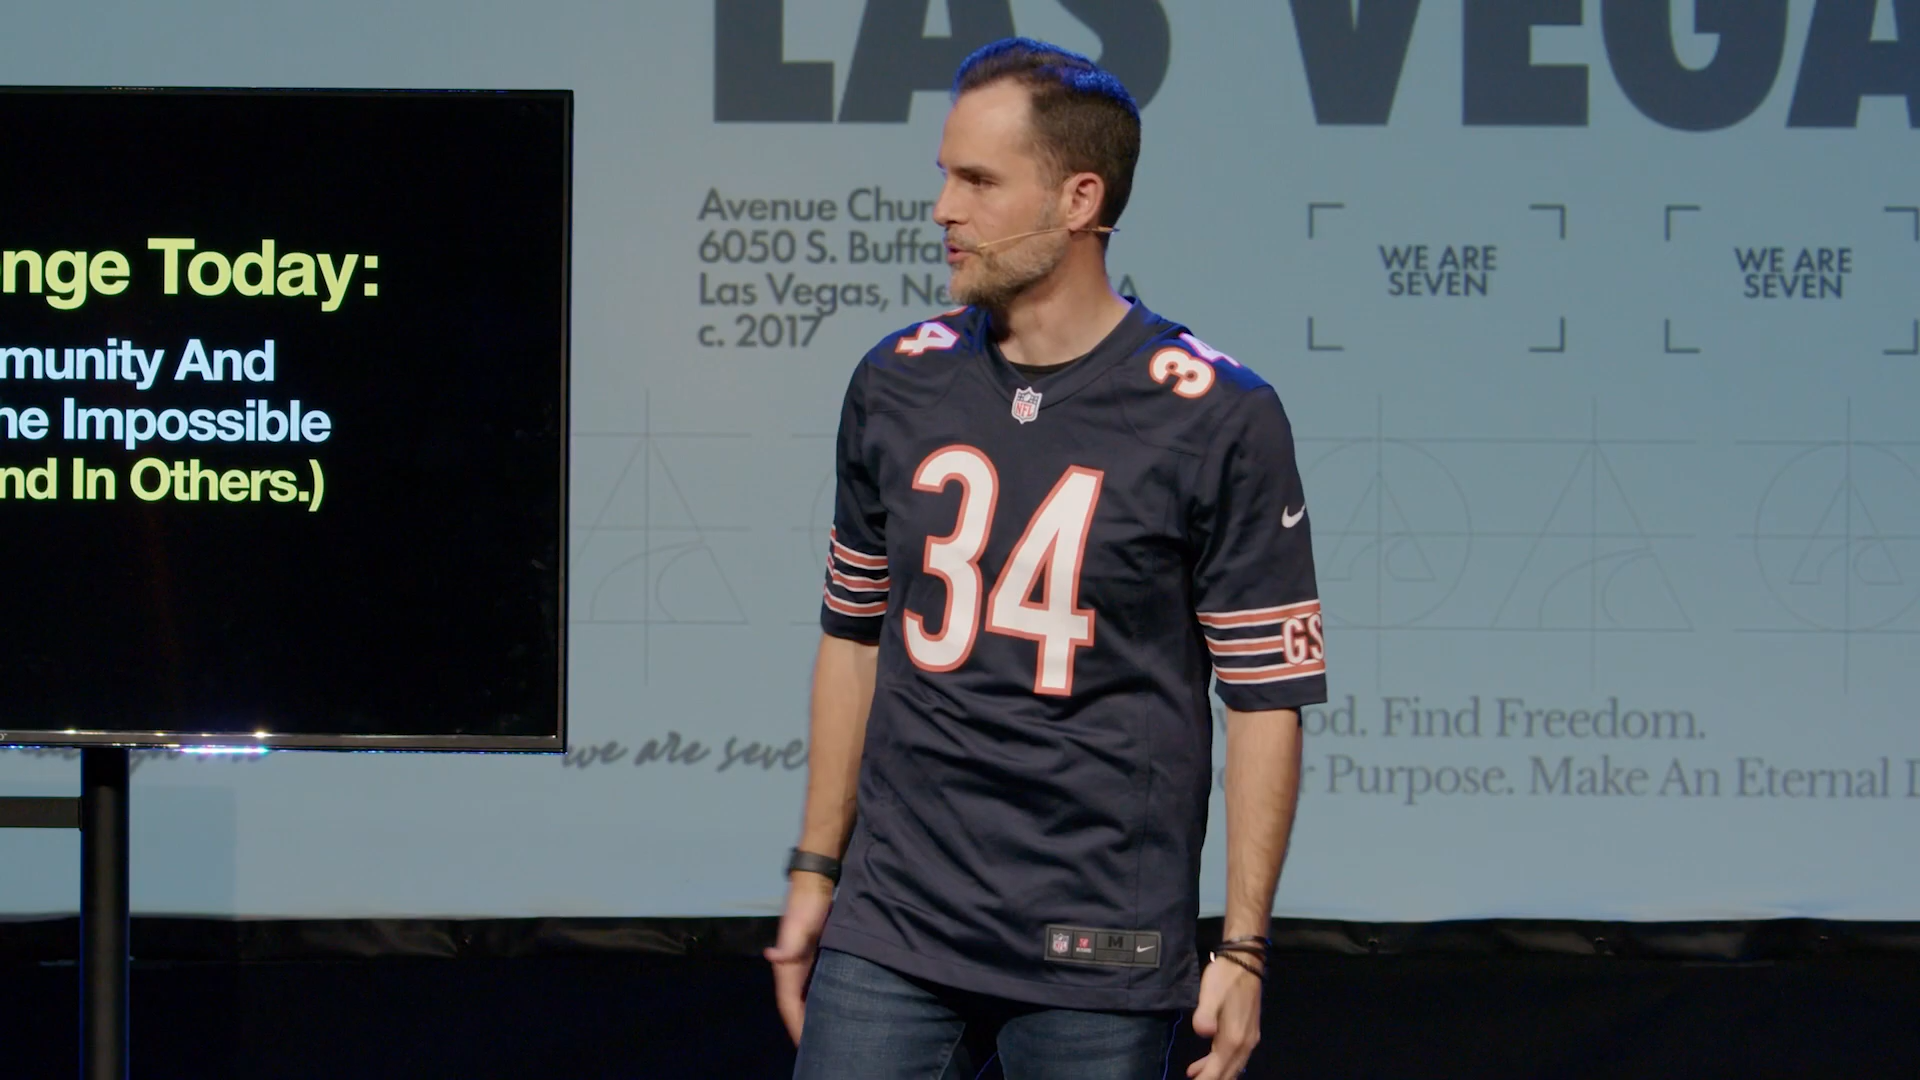 LAS VEGA
nge Today:
munity And
he Impossible
nd In Others.)
Avenue Chur
6050 S. Buffa
Las Vegas, Ne A
c. 2017
WE ARE
SEVEN
WE ARE
SEVEN
34
34
NFL
34
GS
we are seve
od. Find Freedom.
r Purpose. Make An Eternal D
M